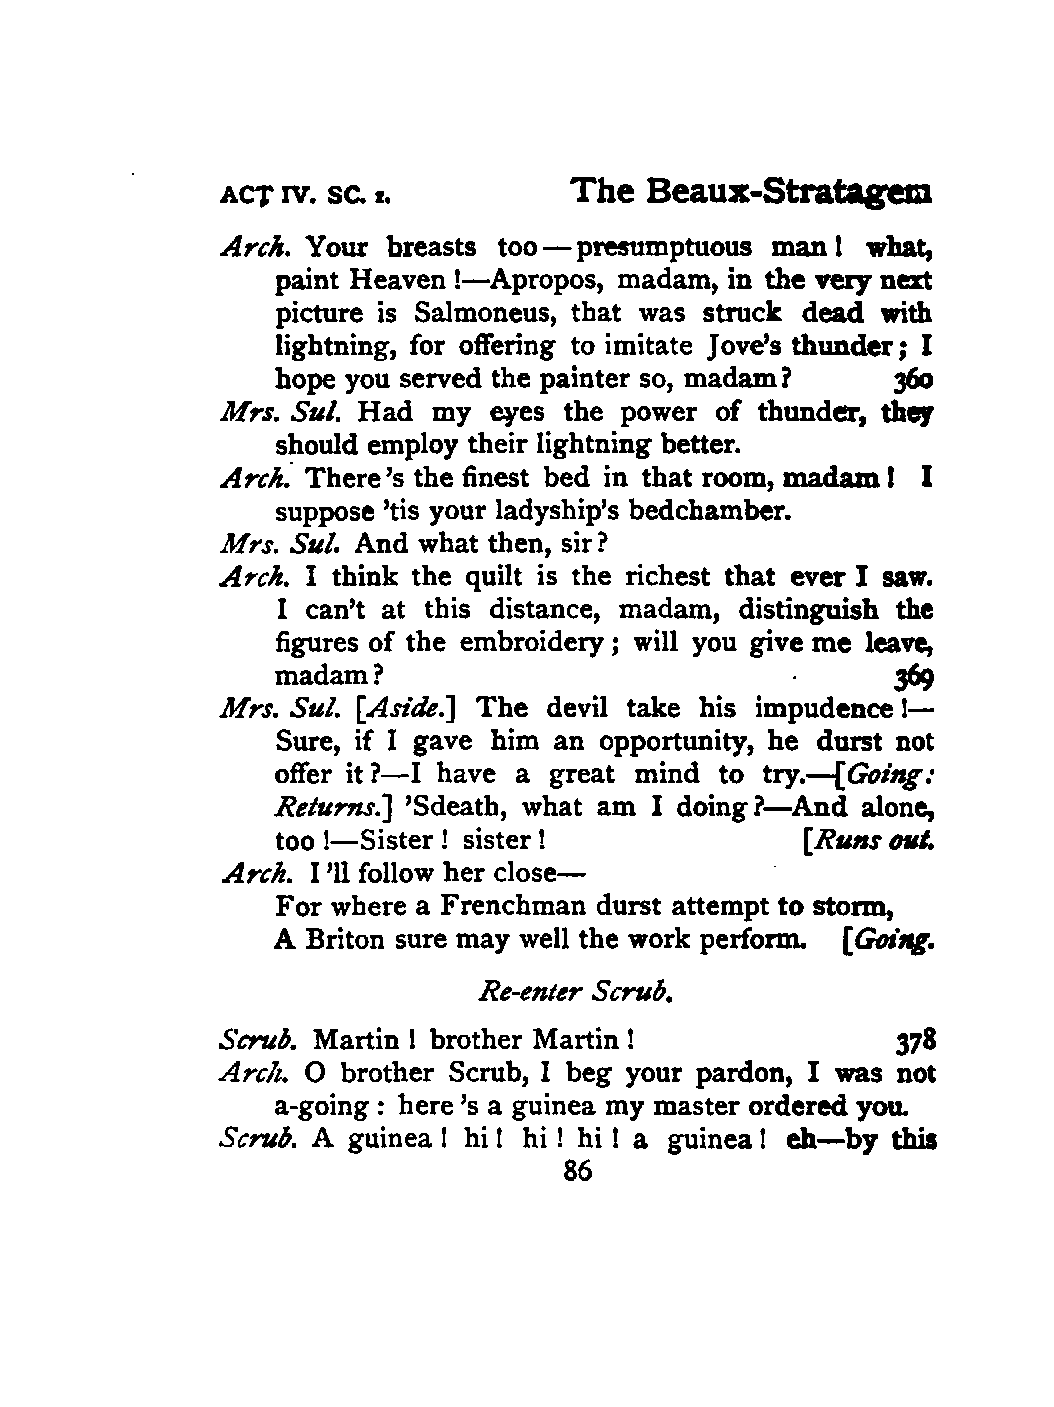 ACT IV. SC. 1. The Beaux-Stratagem
Arch. Your breasts too—presumptuous man! what,
paint Heaven!—Apropos, madam, in the very next
picture is Salmoneus, that was struck dead with
lightning, for offering to imitate Jove's thunder; I
hope you served the painter so, madam? 360
Mrs. Sul. Had my eyes the power of thunder, they
should employ their lightning better.
Arch. There's the finest bed in that room, madam! I
suppose 'tis your ladyship's bedchamber.
Mrs. Sul. And what then, sir?
Arch. I think the quilt is the richest that ever I saw.
I can't at this distance, madam, distinguish the
figures of the embroidery; will you give me leave,
madam? 369
Mrs. Sul. [Aside.] The devil take his impudence!—
Sure, if I gave him an opportunity, he durst not
offer it?—I have a great mind to try.—[Going:
Returns.] 'Sdeath, what am I doing?—And alone,
too!—Sister! sister! [Runs out.
Arch. I'll follow her close—
For where a Frenchman durst attempt to storm,
A Briton sure may well the work perform. [Going.
Re-enter Scrub.
Scrub. Martin! brother Martin! 378
Arch. O brother Scrub, I beg your pardon, I was not
a-going: here's a guinea my master ordered you.
Scrub. A guinea! hi! hi! hi! a guinea! eh—by this
86